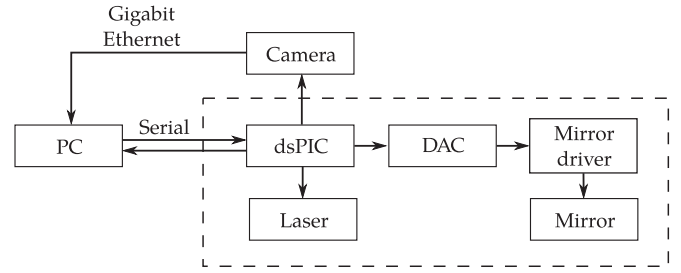 Gigabit
Ethernet
Camera
Serial
PC
dsPIC
DAC
Mirror
driver
Laser
Mirror